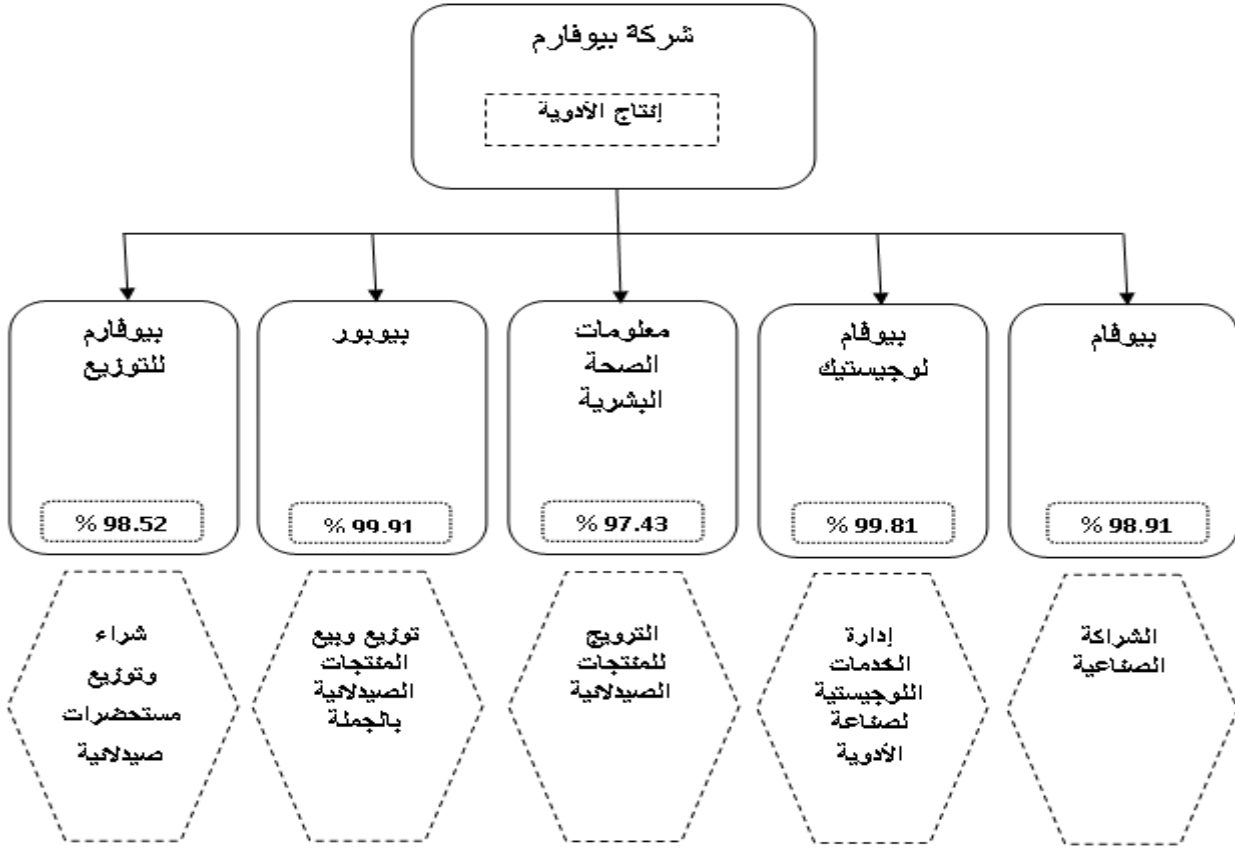 شركة بيوفارم
إنتاج الأدوية
بيوفام
% 98.91
بيوفام
لوجيستيك
% 99.81
معلومات
الصحة
البشرية
% 97.43
بيوبور
% 99.91
بيوفارم
للتوزيع
% 98.52
الشراكة
الصناعية
إدارة
الخدمات
اللوجيستية
لصناعة
الأدوية
الترويج
للمنتجات
الصيدلانية
توزيع وبيع
المنتجات
الصيدلانية
بالجملة
شراء
وتوزيع
مستحضرات
صيدلانية